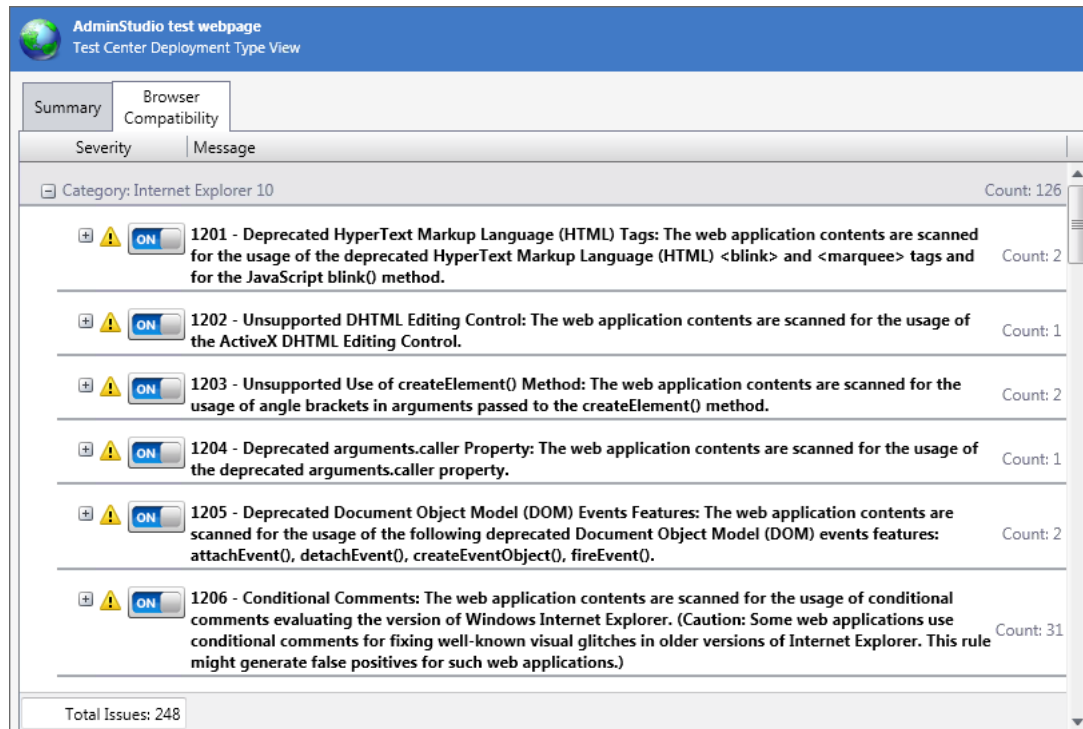 AdminStudio test webpage
Test Center Deployment Type View
Summary
Browser
Compatibility
Severity
Message
Category: Internet Explorer 10
Count: 126
ON
1201 - Deprecated HyperText Markup Language (HTML) Tags: The web application contents are scanned
for the usage of the deprecated HyperText Markup Language (HTML) <blink> and <marquee> tags and
for the JavaScript blink() method.
Count: 2
ON
1202 - Unsupported DHTML Editing Control: The web application contents are scanned for the usage of
the ActiveX DHTML Editing Control.
Count: 1
ON
1203 - Unsupported Use of createElement() Method: The web application contents are scanned for the
usage of angle brackets in arguments passed to the createElement() method.
Count: 2
ON
1204 - Deprecated arguments.caller Property: The web application contents are scanned for the usage of
the deprecated arguments.caller property.
Count: 1
ON
1205 - Deprecated Document Object Model (DOM) Events Features: The web application contents are
scanned for the usage of the following deprecated Document Object Model (DOM) events features:
attachEvent(), detachEvent(), createEventObject(), fireEvent().
Count: 2
ON
1206 - Conditional Comments: The web application contents are scanned for the usage of conditional
comments evaluating the version of Windows Internet Explorer. (Caution: Some web applications use
conditional comments for fixing well-known visual glitches in older versions of Internet Explorer. This rule
might generate false positives for such web applications.)
Count: 31
Total Issues: 248